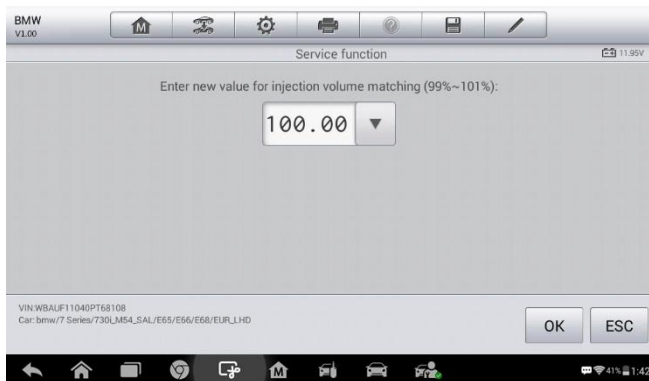 BMW
V1.00
Service function
11.95V
Enter new value for injection volume matching (99%~101%):
100.00
VIN:WBAUF11040PT68108
Car: bmw/7 Series/730i_M54_SAL/E65/E66/E68/EUR_LHD
OK
ESC
41% 1:42